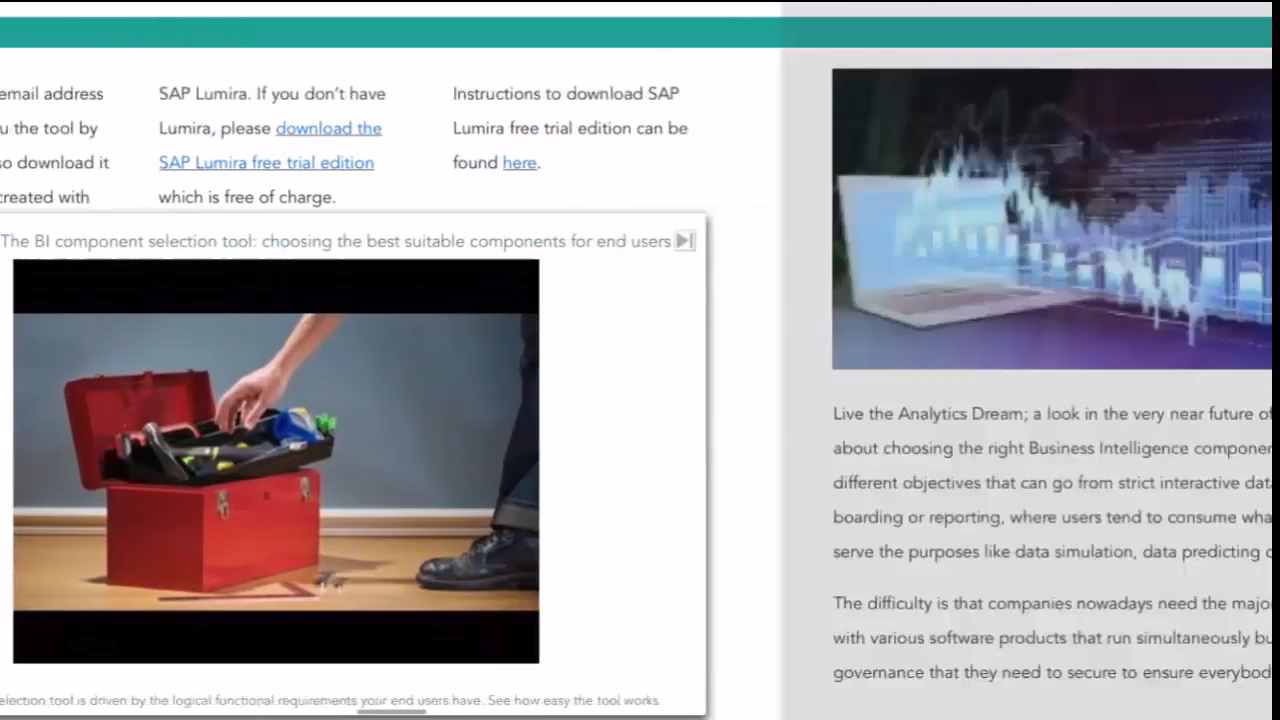 email address
u the tool by
so download it
created with
SAP Lumira. If you don't have
Lumira, please download the
SAP Lumira free trial edition
which is free of charge.
Instructions to download SAP
Lumira free trial edition can be
found here.
The BI component selection tool: choosing the best suitable components for end users
election tool is driven by the logical functional requirements your end users have. See how easy the tool works.
Live the Analytics Dream; a look in the very near future of
about choosing the right Business Intelligence componen
different objectives that can go from strict interactive dat
boarding or reporting, where users tend to consume wha
serve the purposes like data simulation, data predicting o
The difficulty is that companies nowadays need the majo
with various software products that run simultaneously bu
governance that they need to secure to ensure everybod